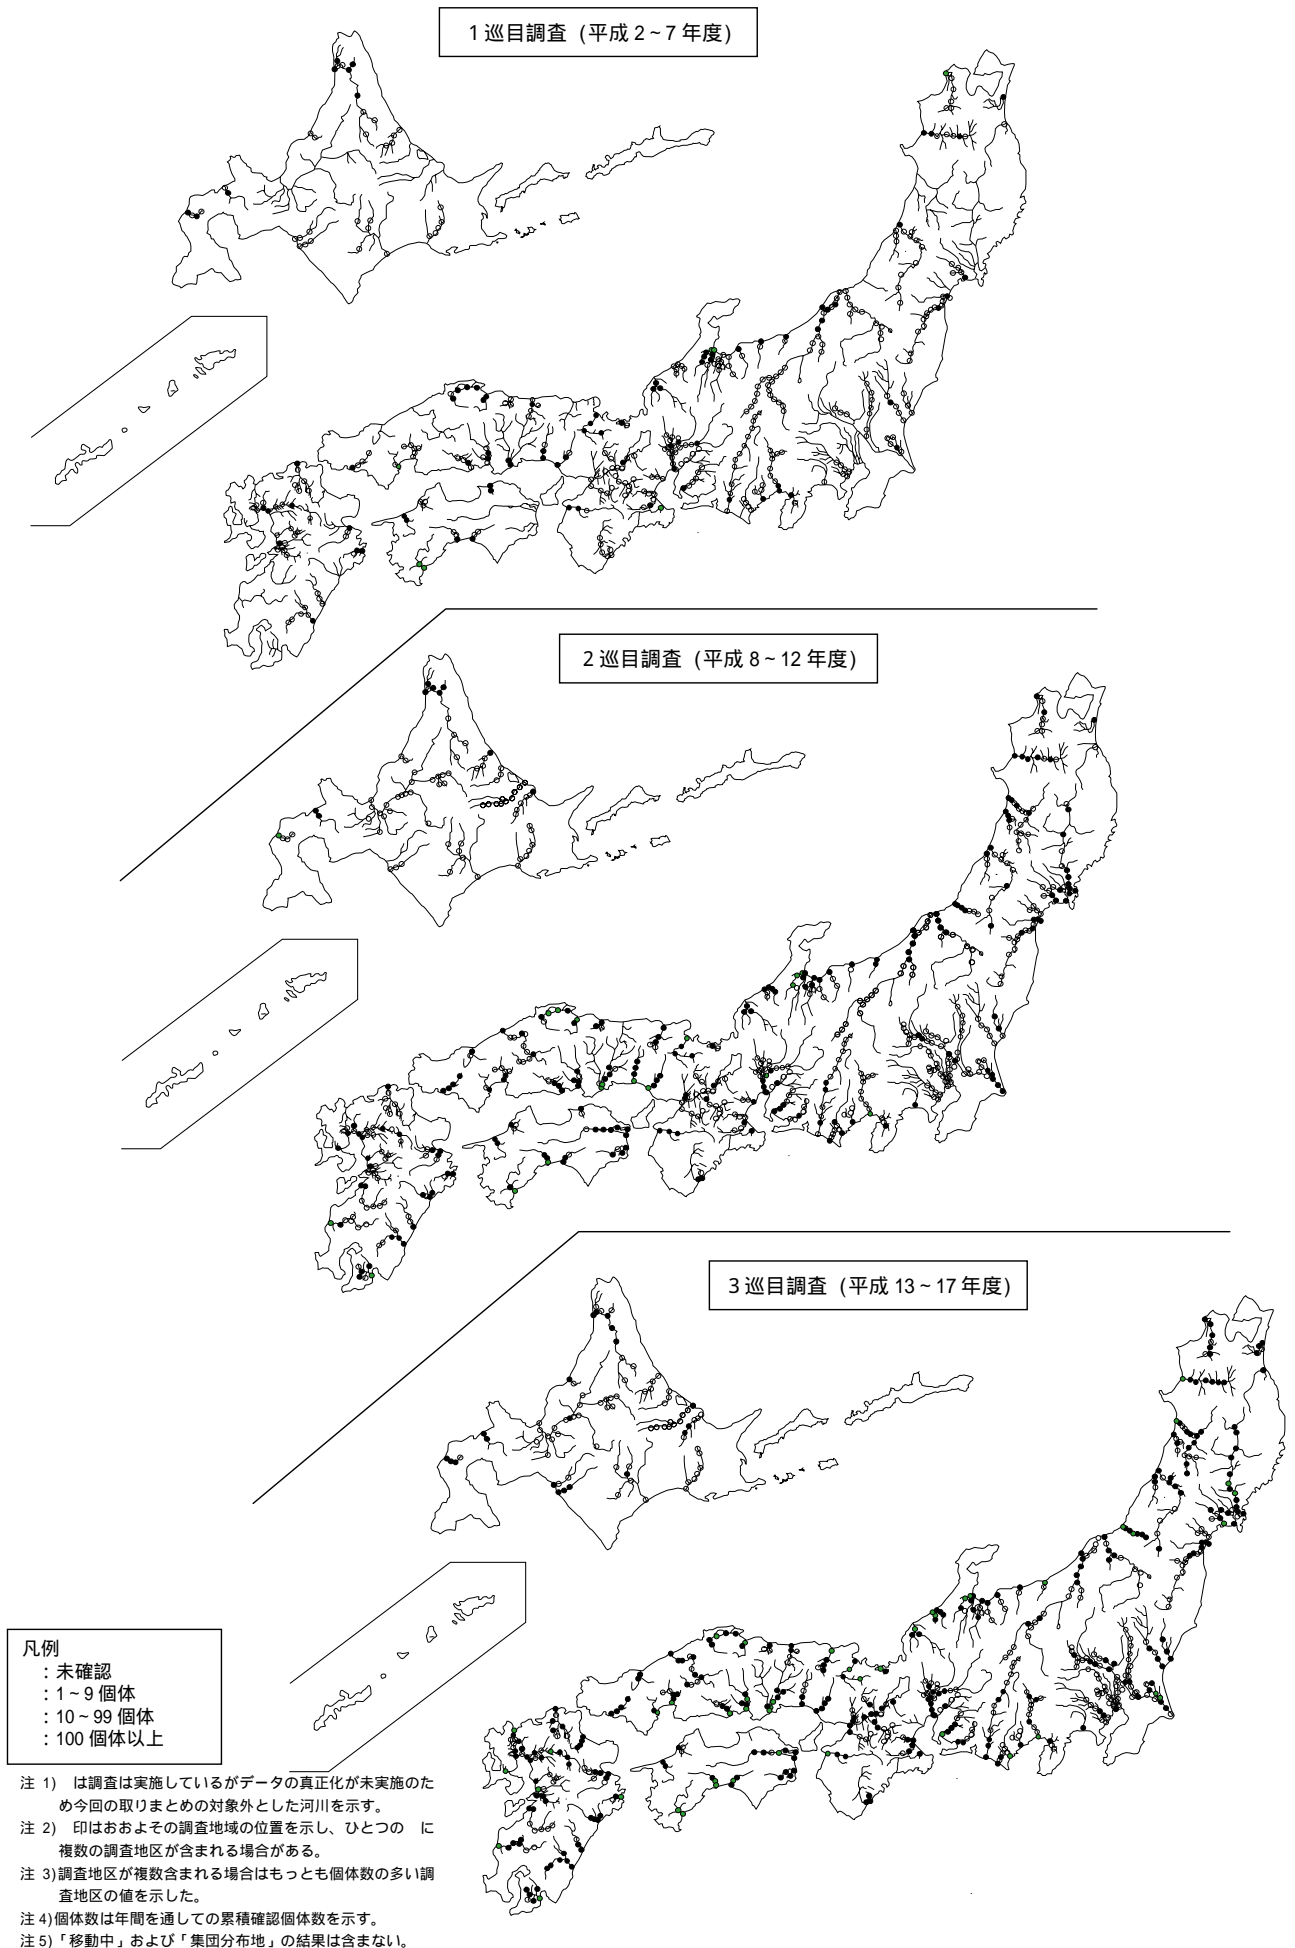 1巡目調査 (平成 2~7 年度)
2巡目調査 (平成 8~12 年度)
3巡目調査 (平成 13~17 年度)
凡例
：未確認
：1~9 個体
：10~99 個体
：100 個体以上
注 1) は調査は実施しているがデータの真正化が未実施のた
め今回の取りまとめの対象外とした河川を示す。
注 2) 印はおおよその調査地域の位置を示し、ひとつの に
複数の調査地区が含まれる場合がある。
注 3)調査地区が複数含まれる場合はもっとも個体数の多い調
査地区の値を示した。
注 4)個体数は年間を通しての累積確認個体数を示す。
注 5)「移動中」および「集団分布地」の結果は含まない。